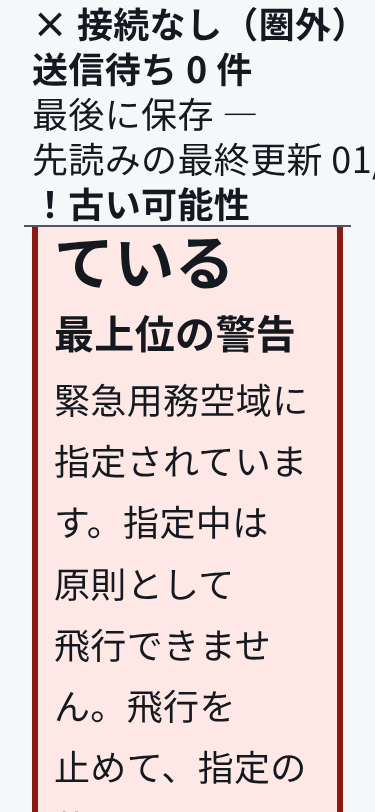 × 接続なし（圏外）
送信待ち 0 件
最後に保存 —
先読みの最終更新 01/
！古い可能性
ている
最上位の警告
緊急用務空域に
指定されていま
す。指定中は
原則として
飛行できませ
ん。飛行を
止めて、指定の